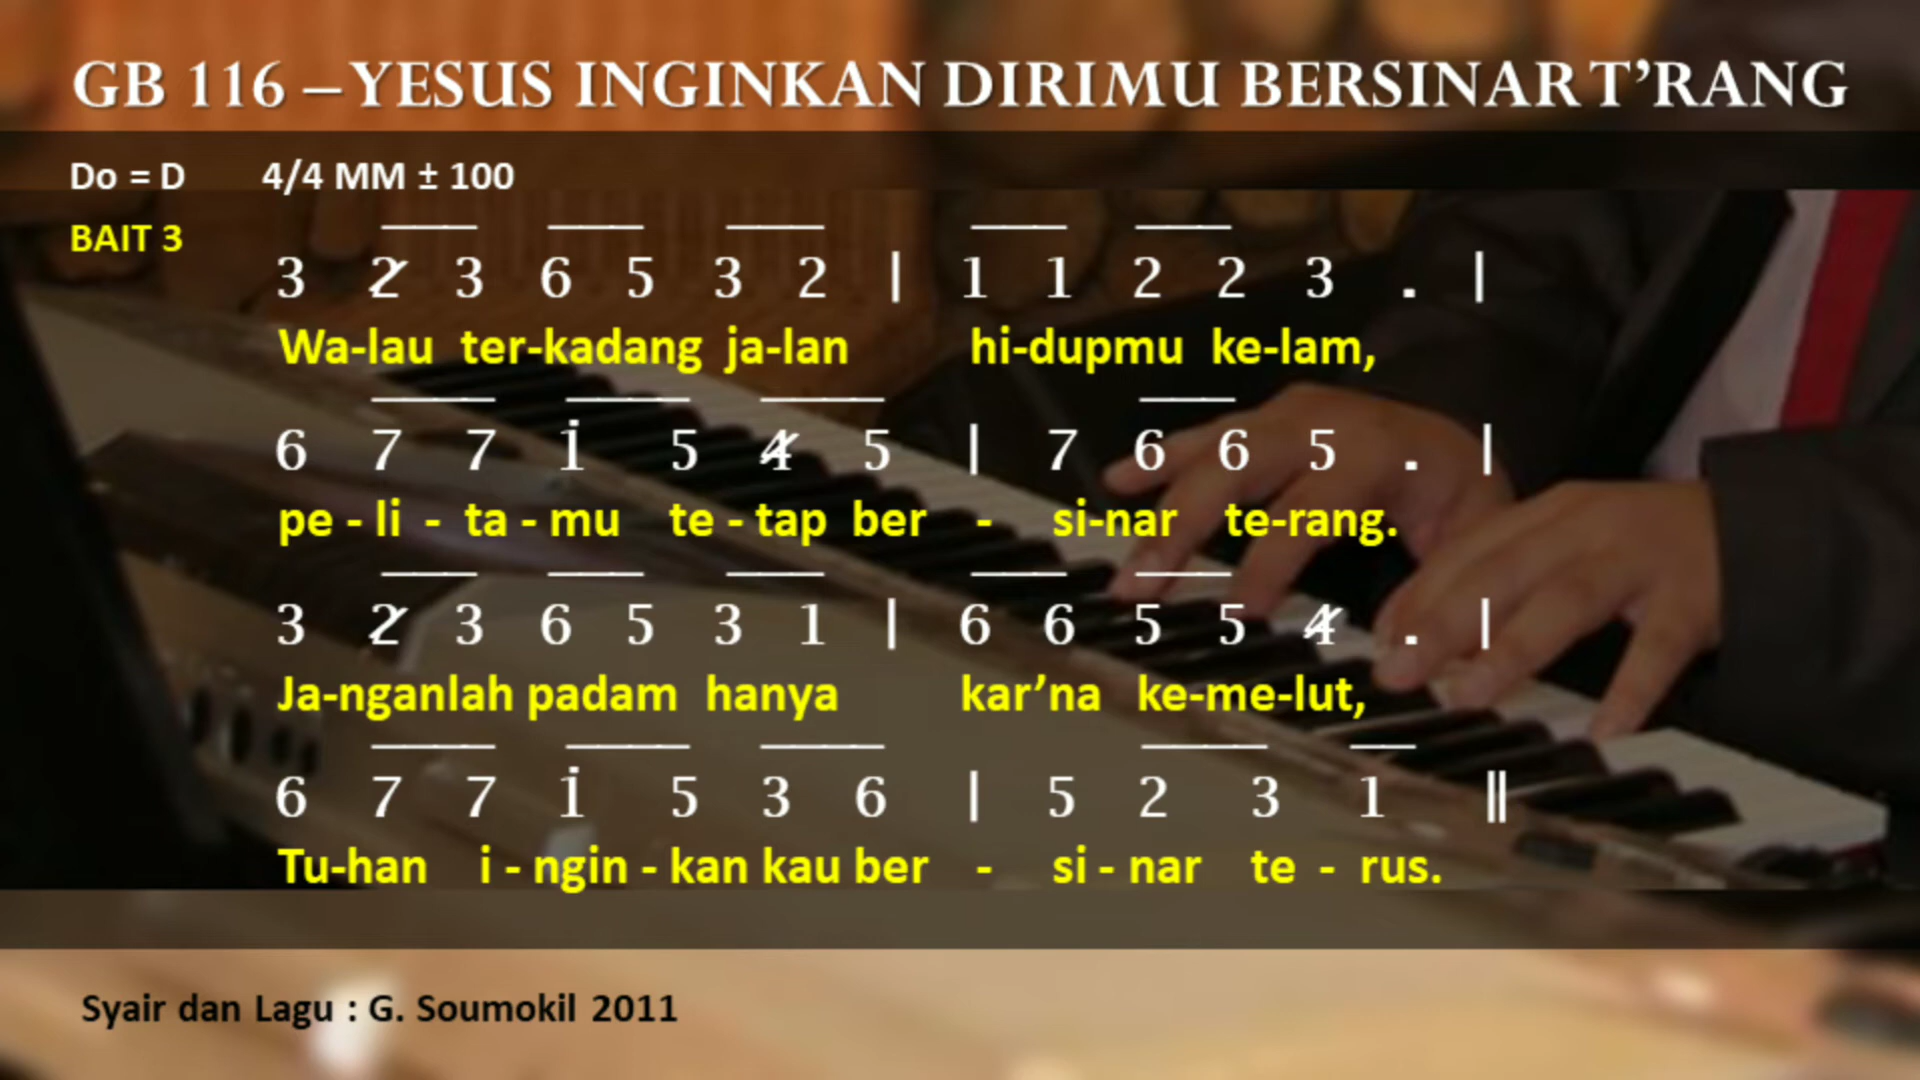 GB 116 – YESUS INGINKAN DIRIMU BERSINAR T’RANG
Do = D 4/4 MM ± 100
BAIT 3
3 2̸ 3 6 5 3 2 | 1 1 2 2 3 . |
Wa-lau ter-kadang ja-lan hi-dupmu ke-lam,
6 7 7 i 5 4̸ 5 | 7 6 6 5 . |
pe - li - ta - mu te - tap ber - si-nar te-rang.
3 2̸ 3 6 5 3 1 | 6 6 5 5 4̸ . |
Ja-nganlah padam hanya kar’na ke-me-lut,
6 7 7 i 5 3 6 | 5 2 3 1 ‖
Tu-han i - ngin - kan kau ber - si - nar te - rus.
Syair dan Lagu : G. Soumokil 2011